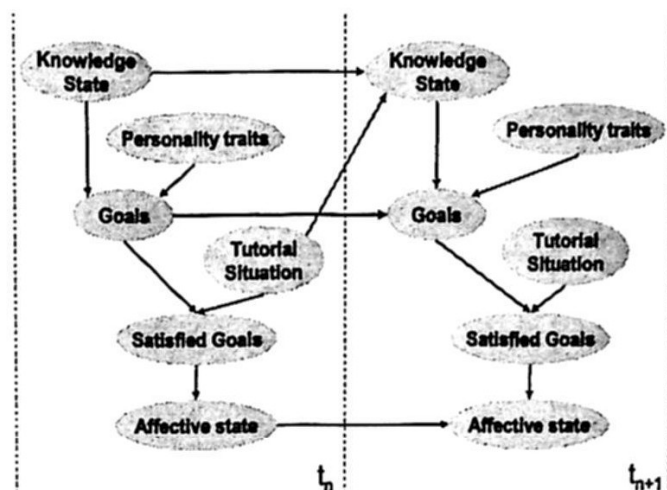 Knowledge
State
Personality traits
Goals
Tutorial
Situation
Satisfied Goals
Affective state
tn
Knowledge
State
Personality traits
Goals
Tutorial
Situation
Satisfied Goals
Affective state
tn+1